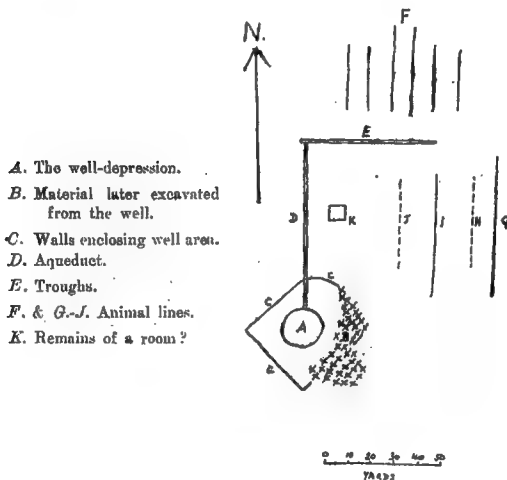 F
N.
E
A. The well-depression.
B. Material later excavated
from the well.
C. Walls enclosing well area.
D. Aqueduct.
E. Troughs.
F. & G.-J. Animal lines.
K. Remains of a room?
D
K
J
I
H
G
C
C
A
B
0 10 20 30 40 50
YARDS